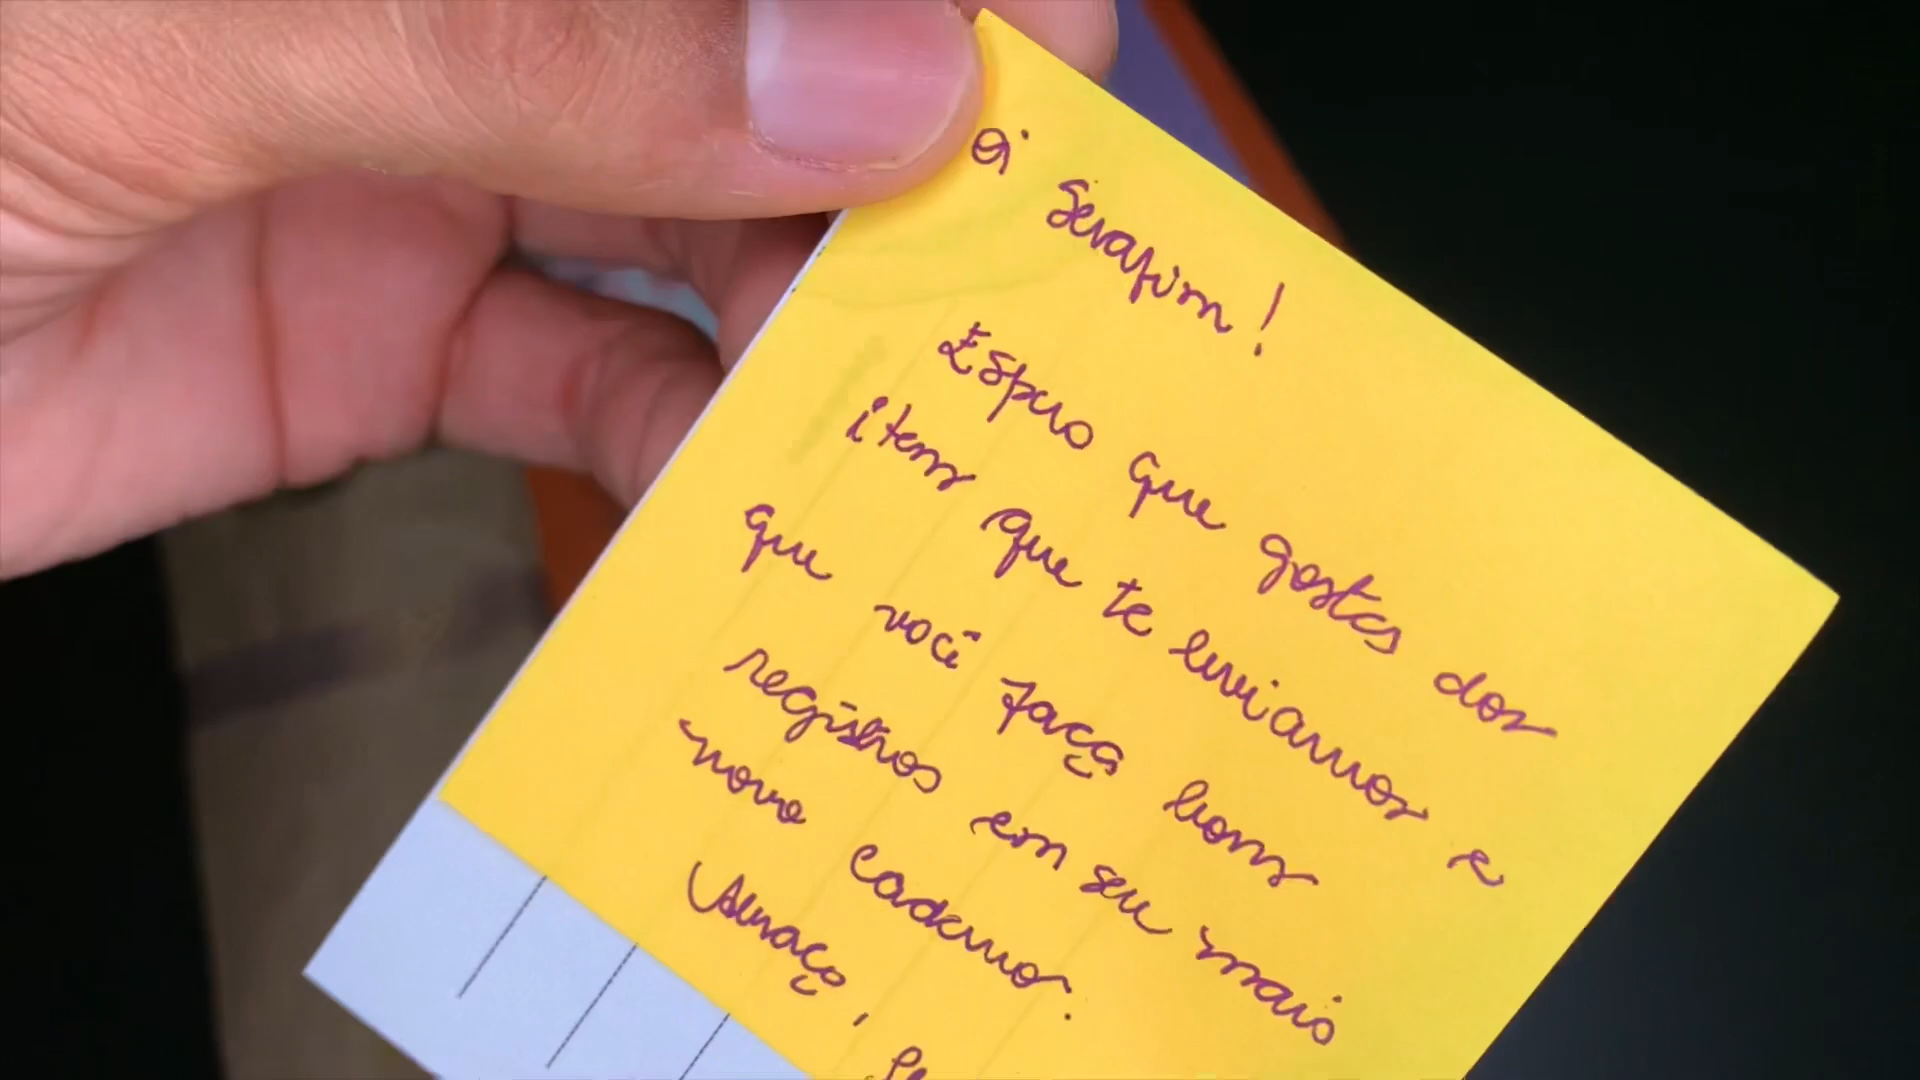 Oi Serafim!
Espero que gostes dos
itens que te enviamos e
que você faça bons
registros em seu mais
novo caderno.
Abraço,